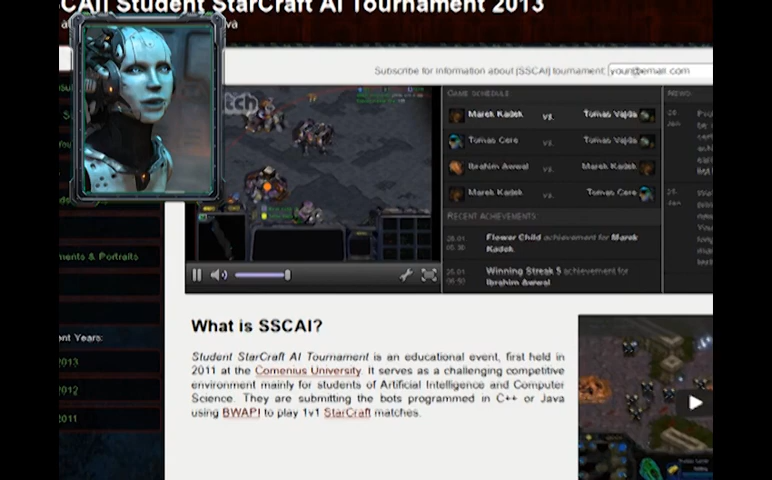 SCAI] Student StarCraft AI Tournament 2013
Subscribe for information about [SSCAI] tournament: your@email.com
GAME SCHEDULE
NEWS:
Marek Kadek vs. Tomas Vajda
Tomas Cere vs. Tomas Vajda
Ibrahim Awwal vs. Marek Kadek
Marek Kadek vs. Tomas Cere
RECENT ACHIEVEMENTS:
Flower Child achievement for Marek
Kadek
Winning Streak 5 achievement for
Ibrahim Awwal
ments & Portraits
ent Years:
2013
2012
2011
What is SSCAI?
Student StarCraft AI Tournament is an educational event, first held in
2011 at the Comenius University. It serves as a challenging competitive
environment mainly for students of Artificial Intelligence and Computer
Science. They are submitting the bots programmed in C++ or Java
using BWAPI to play 1v1 StarCraft matches.